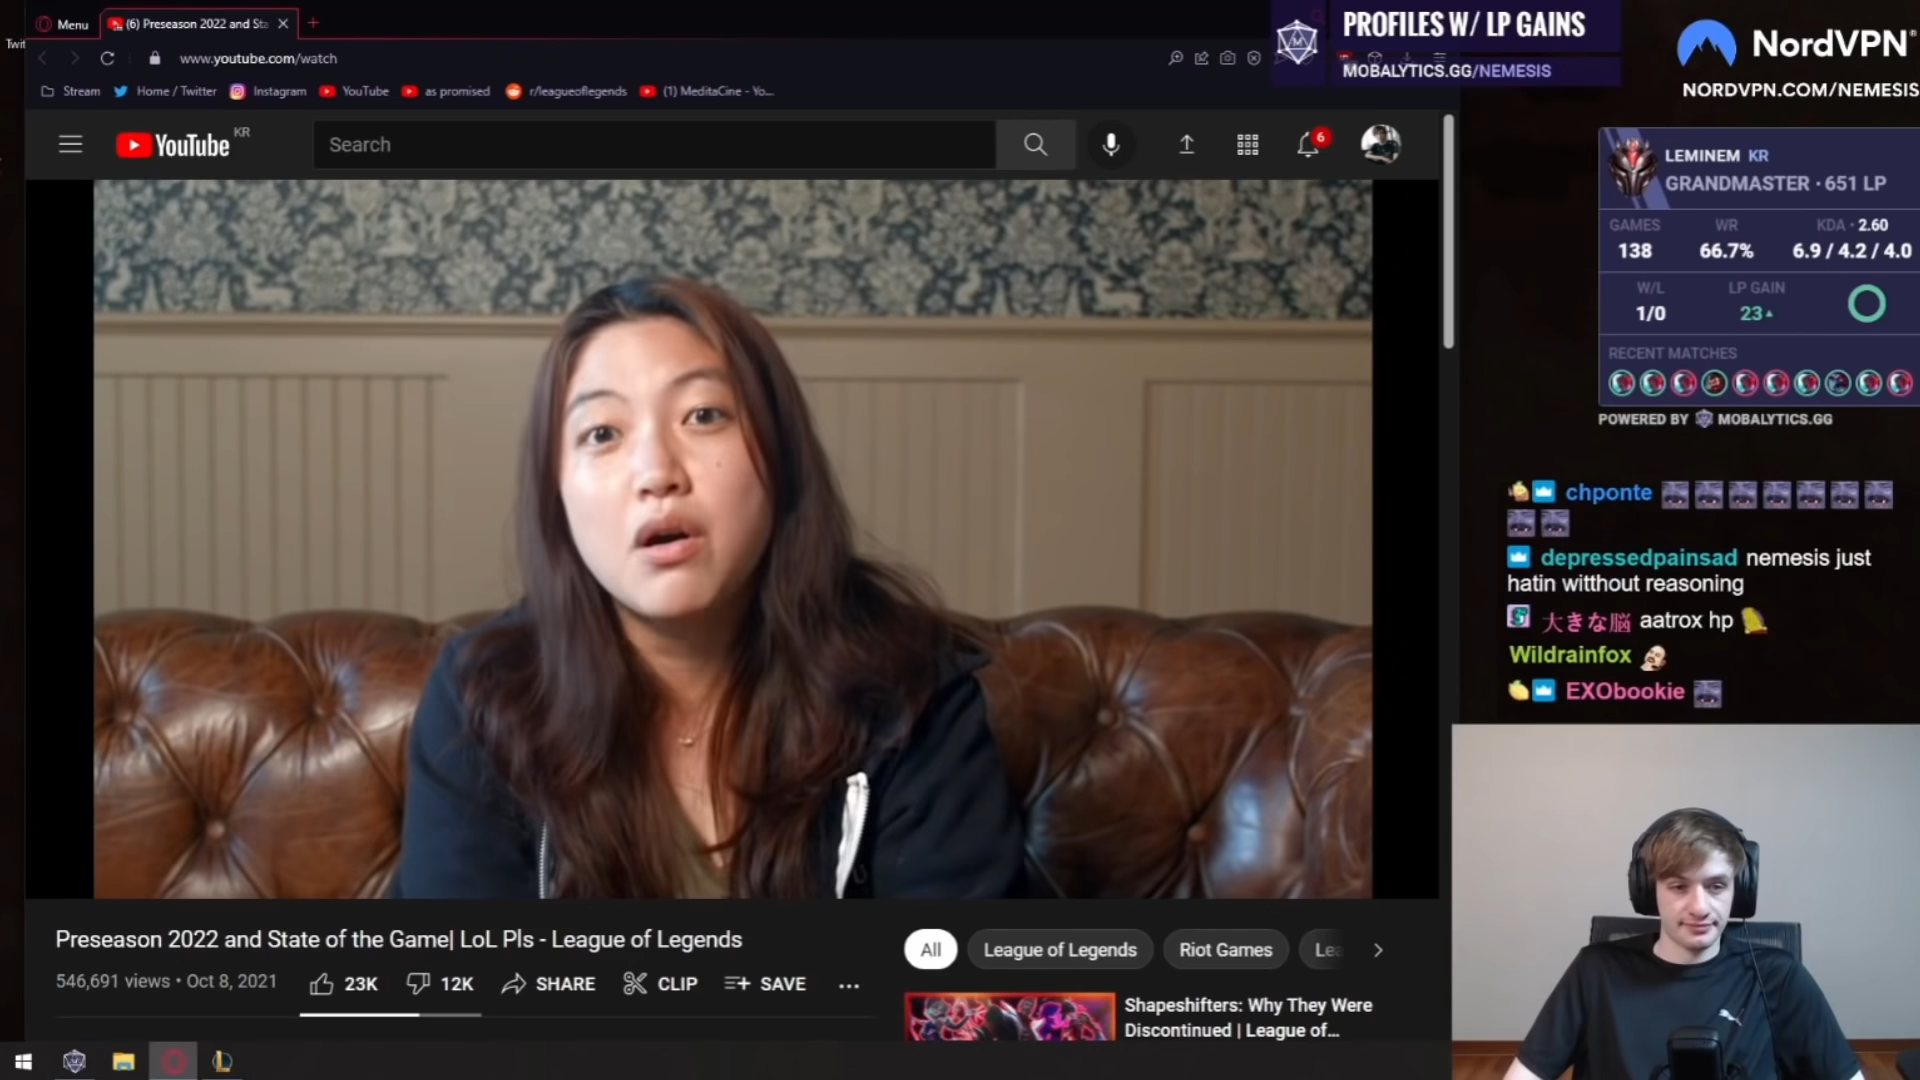 Menu
(6) Preseason 2022 and Sta
PROFILES W/ LP GAINS
MOBALYTICS.GG/NEMESIS
NordVPN®
NORDVPN.COM/NEMESIS
Twit
www.youtube.com/watch
Stream
Home / Twitter
Instagram
YouTube
as promised
r/leagueoflegends
(1) MeditaCine - Yo...
YouTube KR
Search
6
LEMINEM KR
GRANDMASTER · 651 LP
GAMES WR KDA · 2.60
138 66.7% 6.9 / 4.2 / 4.0
W/L LP GAIN
1/0 23
RECENT MATCHES
POWERED BY MOBALYTICS.GG
chponte
depressedpainsad nemesis just
hatin witthout reasoning
大きな脳 aatrox hp
Wildrainfox
EXObookie
Preseason 2022 and State of the Game| LoL Pls - League of Legends
546,691 views • Oct 8, 2021
23K
12K
SHARE
CLIP
SAVE
All
League of Legends
Riot Games
Lea
Shapeshifters: Why They Were
Discontinued | League of...